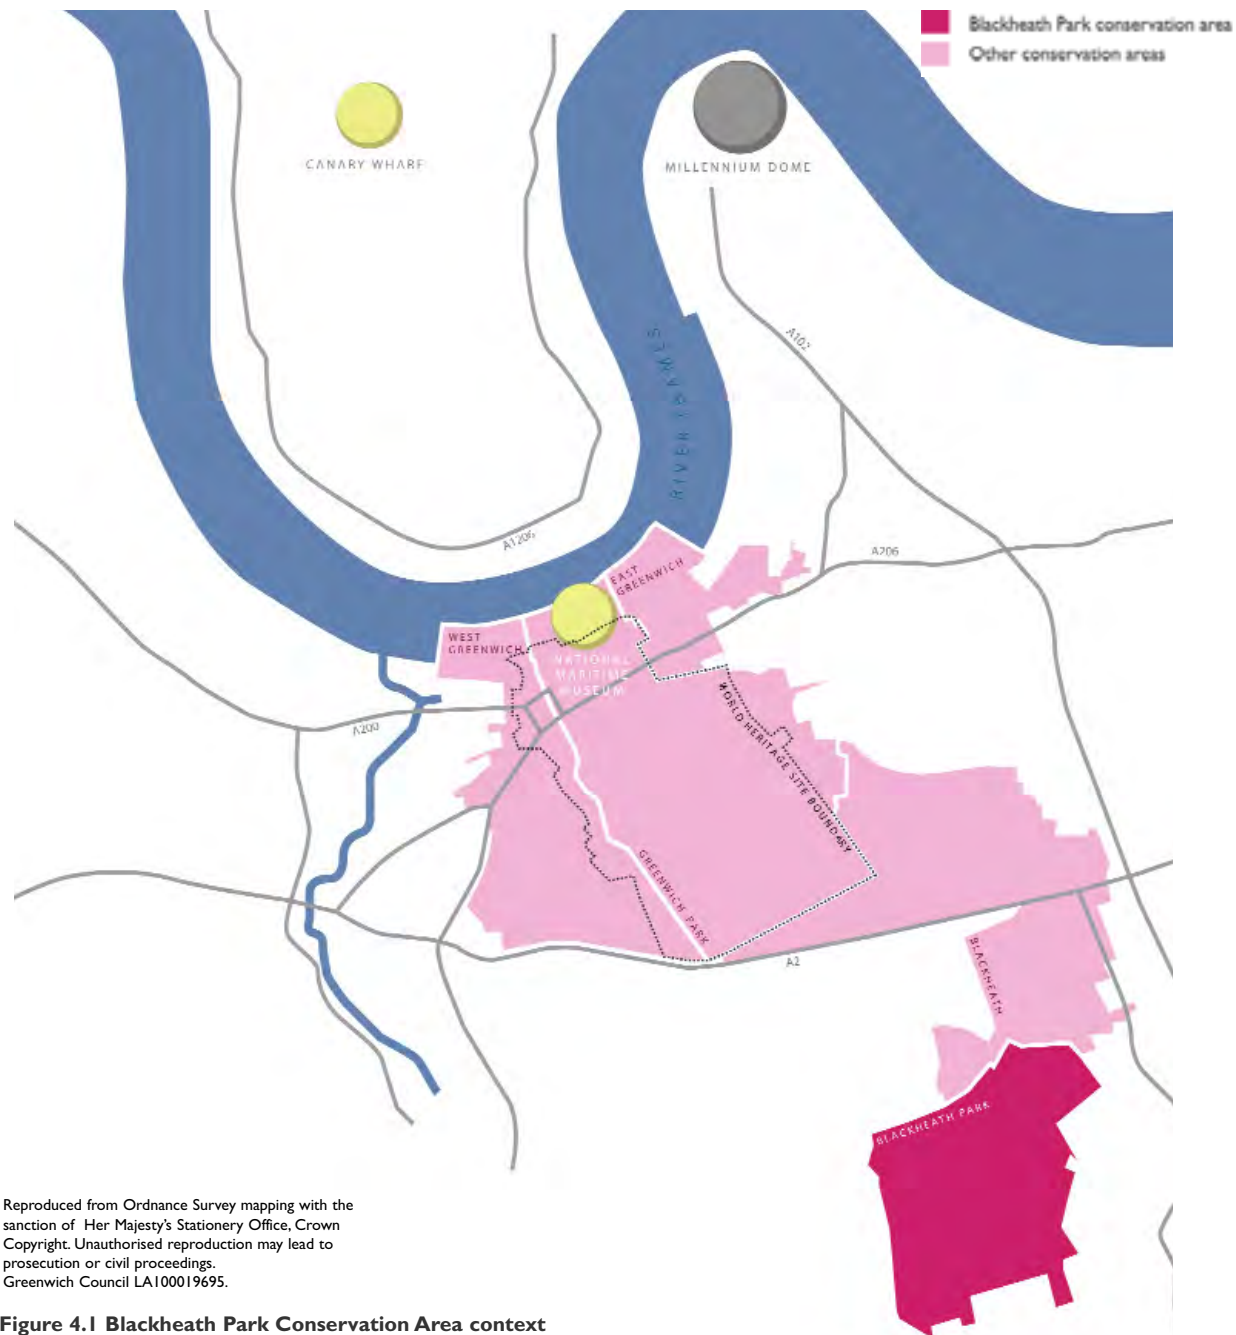 Blackheath Park conservation area
Other conservation areas
CANARY WHARF
MILLENNIUM DOME
RIVER THAMES
A102
A1206
A206
EAST
GREENWICH
WEST
GREENWICH
NATIONAL
MARITIME
MUSEUM
WORLD HERITAGE SITE BOUNDARY
A200
GREENWICH PARK
A2
BLACKHEATH
BLACKHEATH PARK
Reproduced from Ordnance Survey mapping with the
sanction of Her Majesty's Stationery Office, Crown
Copyright. Unauthorised reproduction may lead to
prosecution or civil proceedings.
Greenwich Council LA100019695.
Figure 4.1 Blackheath Park Conservation Area context